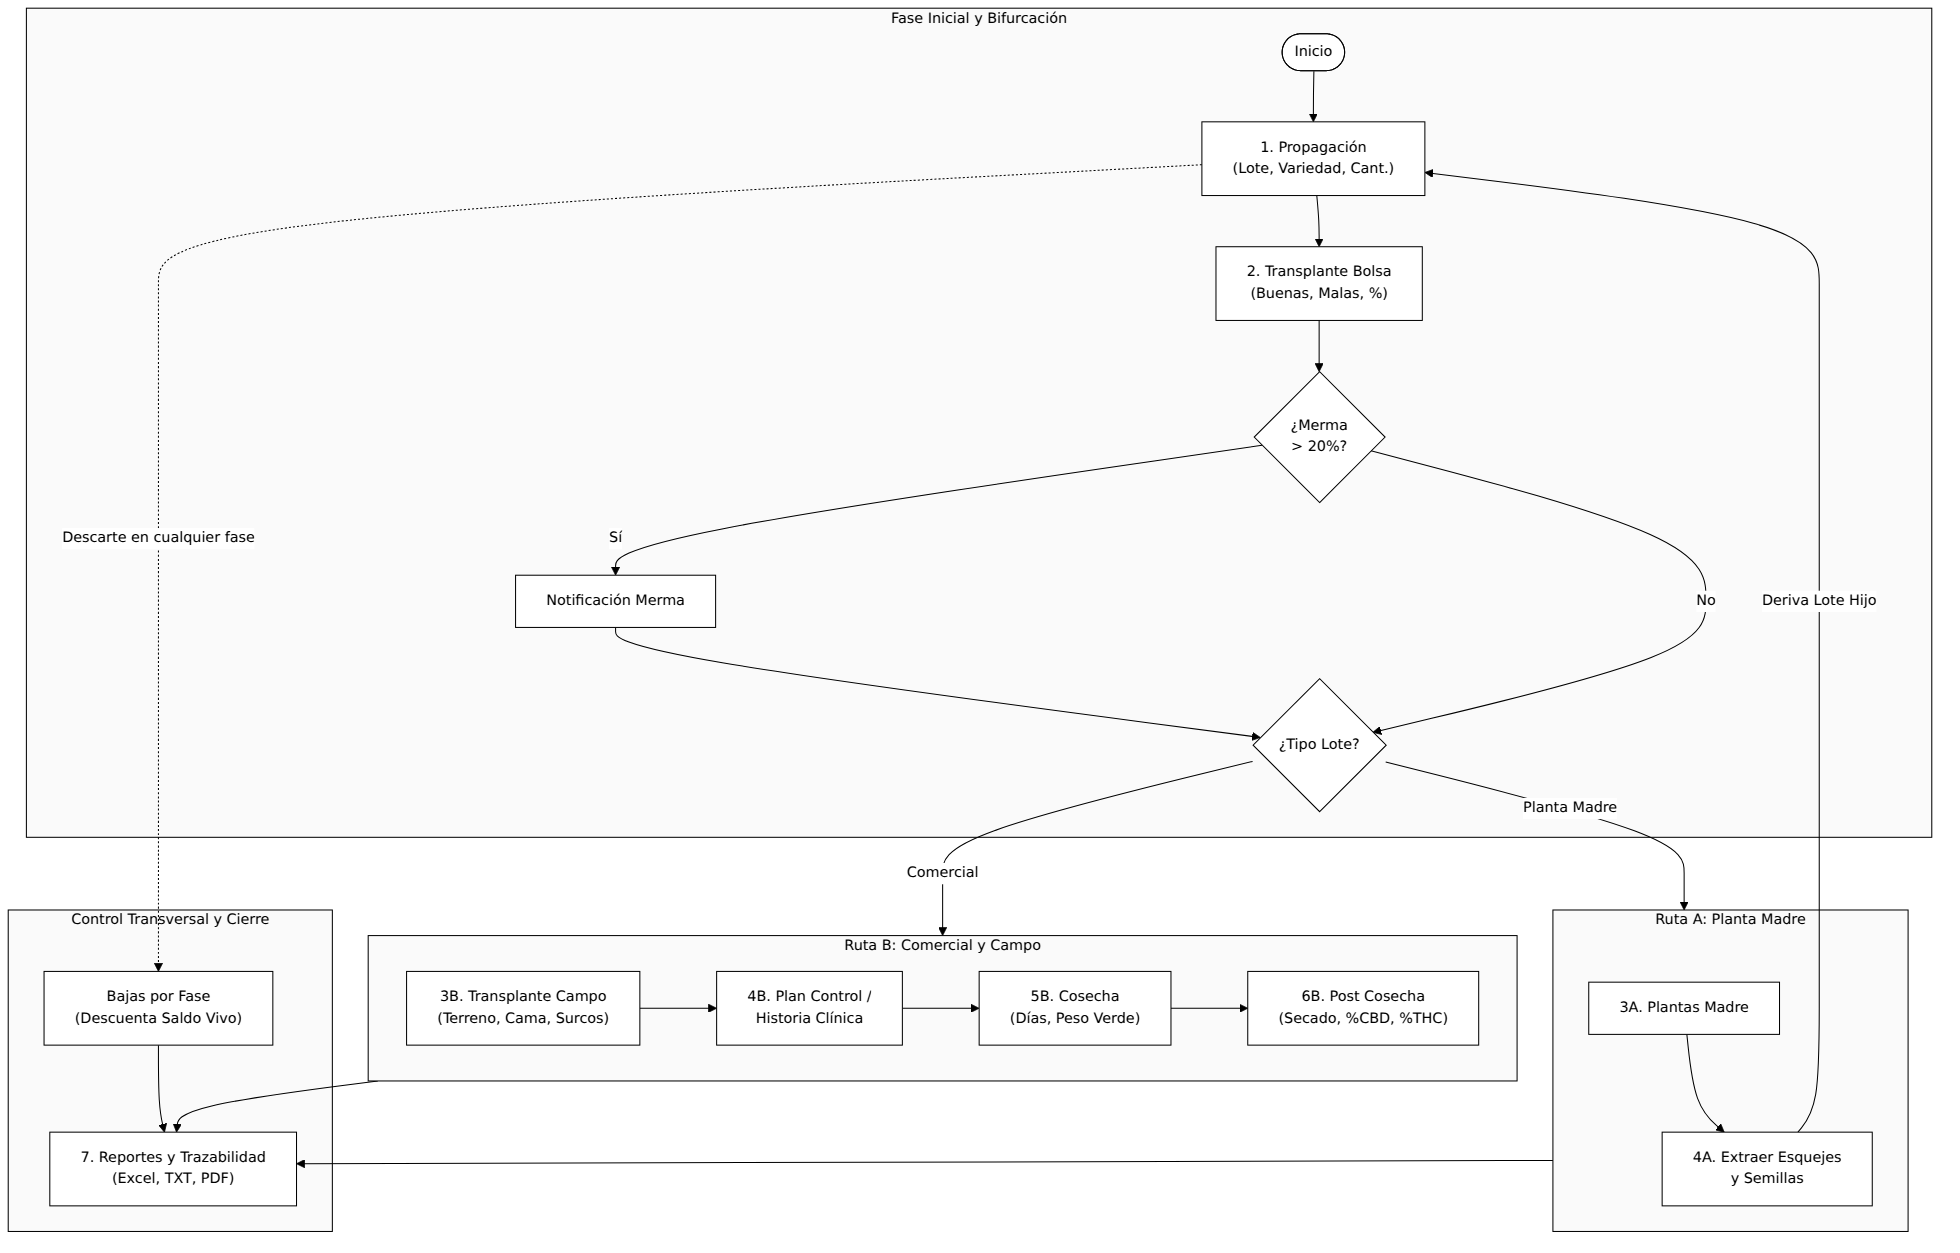 Fase Inicial y Bifurcación
Inicio
1. Propagación
(Lote, Variedad, Cant.)
2. Transplante Bolsa
(Buenas, Malas, %)
¿Merma
> 20%?
Descarte en cualquier fase
Sí
Notificación Merma
No
Deriva Lote Hijo
¿Tipo Lote?
Planta Madre
Comercial
Control Transversal y Cierre
Bajas por Fase
(Descuenta Saldo Vivo)
7. Reportes y Trazabilidad
(Excel, TXT, PDF)
Ruta B: Comercial y Campo
3B. Transplante Campo
(Terreno, Cama, Surcos)
4B. Plan Control /
Historia Clínica
5B. Cosecha
(Días, Peso Verde)
6B. Post Cosecha
(Secado, %CBD, %THC)
Ruta A: Planta Madre
3A. Plantas Madre
4A. Extraer Esquejes
y Semillas